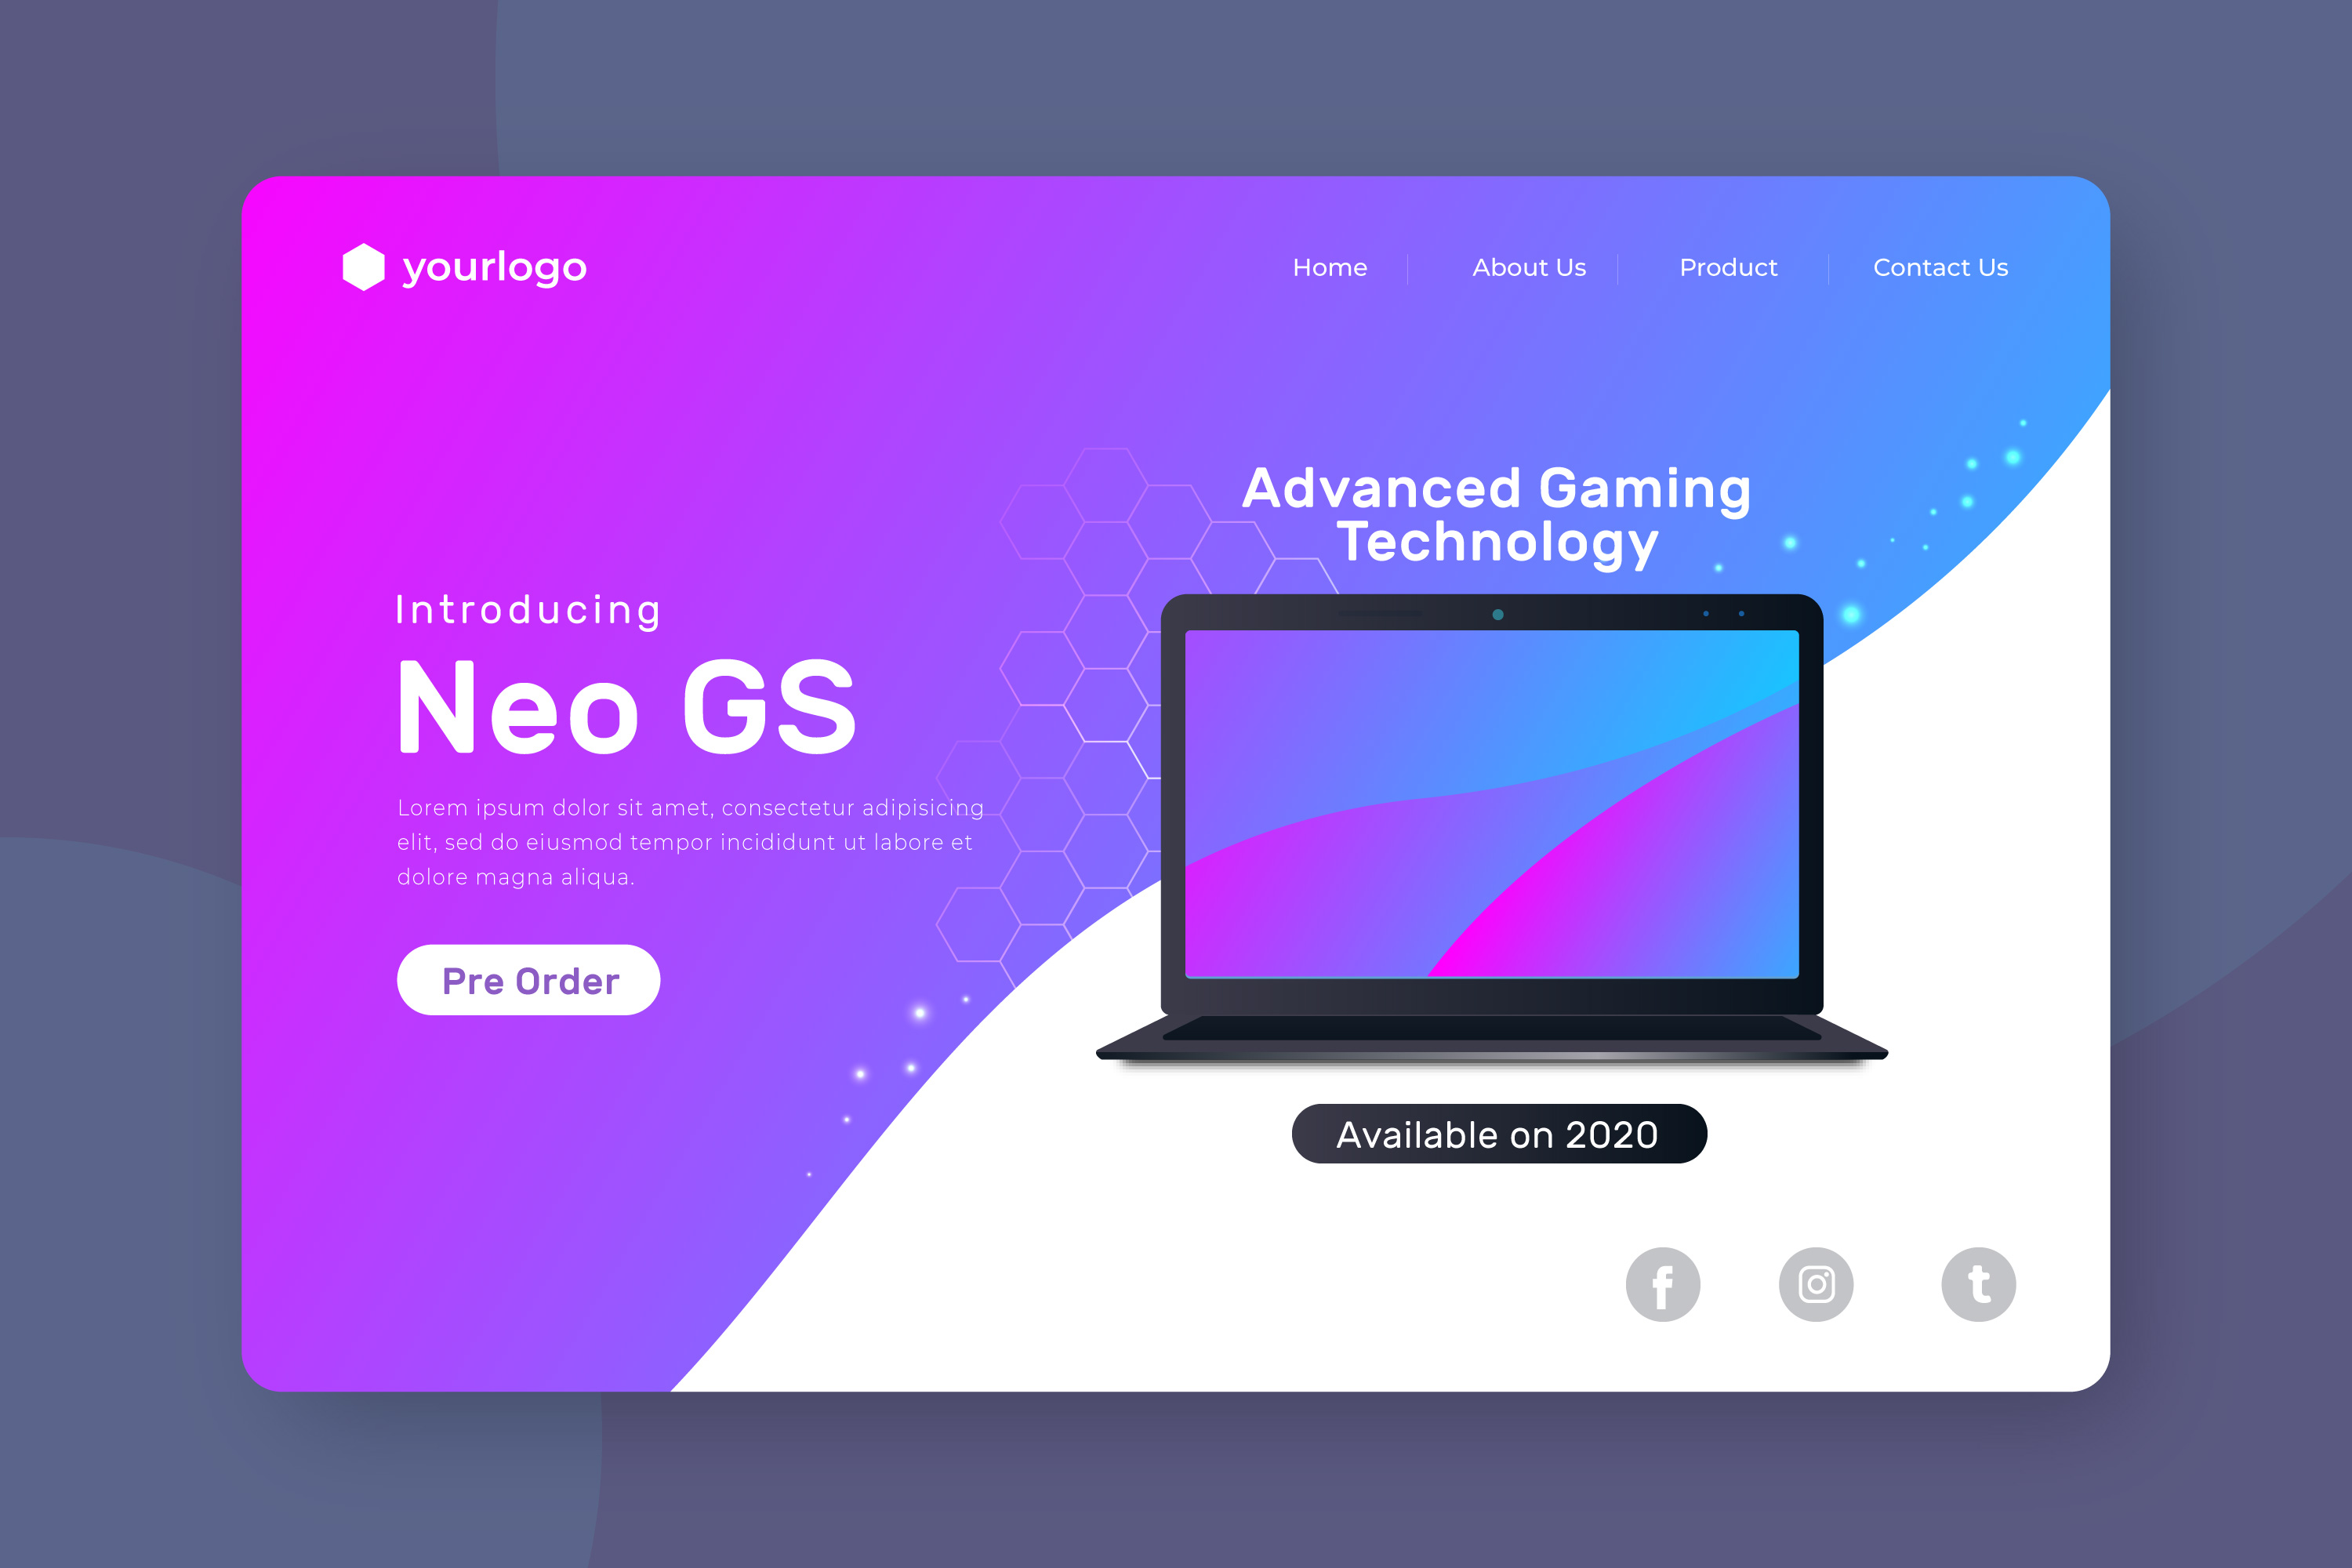 yourlogo
Home
About Us
Product
Contact Us
Advanced Gaming
Technology
Introducing
Neo GS
Lorem ipsum dolor sit amet, consectetur adipisicing
elit, sed do eiusmod tempor incididunt ut labore et
dolore magna aliqua.
Pre Order
Available on 2020